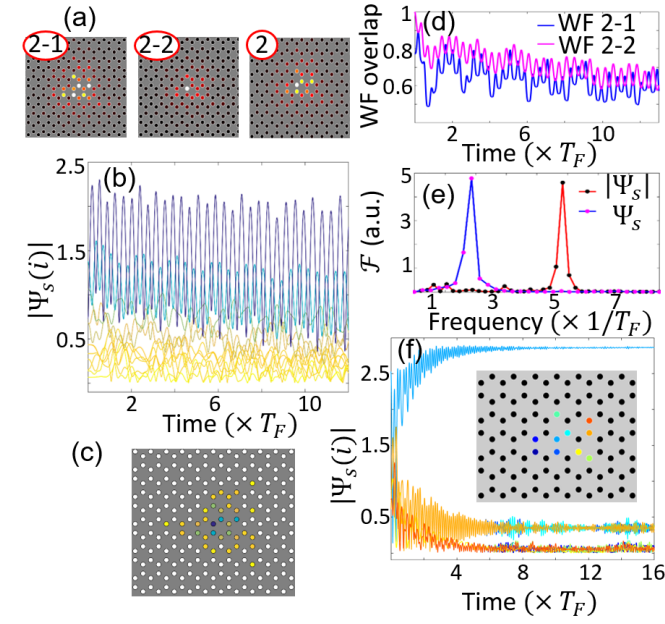 (a)
2-1
2-2
2
(b)
2.5
1.5
0.5
|Ψ_s(i)|
2 6 10
Time (× T_F)
(c)
(d)
WF 2-1
WF 2-2
1
0.8
0.6
WF overlap
2 6 10
Time (× T_F)
(e)
|Ψ_s|
Ψ_s
5
3
1
ℱ (a.u.)
1 3 5 7
Frequency (× 1/T_F)
(f)
2.5
1.5
0.5
|Ψ_s(i)|
4 8 12 16
Time (× T_F)